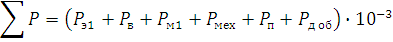 ∑P = (Pэ1 + Pв + Pм1 + Pмех + Pп + Pд об) · 10⁻³